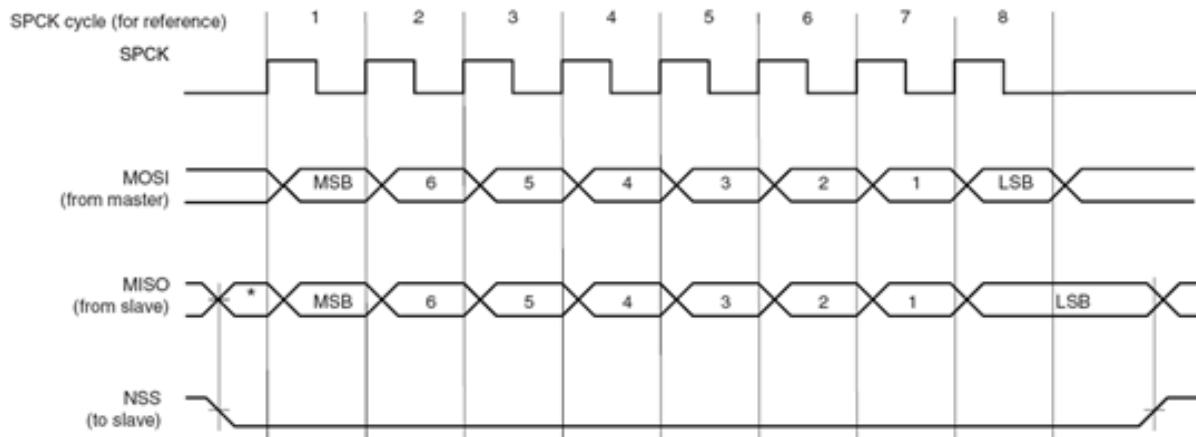 SPCK cycle (for reference) 1 2 3 4 5 6 7 8
SPCK
MOSI
(from master)
MSB 6 5 4 3 2 1 LSB
MISO
(from slave)
* MSB 6 5 4 3 2 1 LSB
NSS
(to slave)